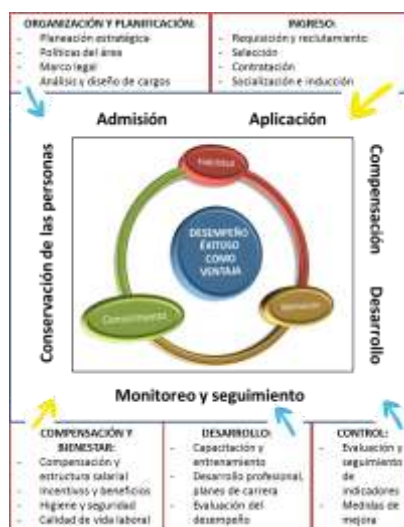 ORGANIZACIÓN Y PLANIFICACIÓN:
- Planeación estratégica
- Políticas del área
- Marco legal
- Análisis y diseño de cargos
INGRESO:
- Requisición y reclutamiento
- Selección
- Contratación
- Socialización e inducción
Admisión
Aplicación
Conservación de las personas
Compensación
Desarrollo
DESEMPEÑO
EXITOSO
COMO
VENTAJA
Conocimiento
Monitoreo y seguimiento
COMPENSACIÓN Y
BIENESTAR:
- Compensación y
estructura salarial
- Incentivos y beneficios
- Higiene y seguridad
- Calidad de vida laboral
DESARROLLO:
- Capacitación y
entrenamiento
- Desarrollo profesional,
planes de carrera
- Evaluación del
desempeño
CONTROL:
- Evaluación y
seguimiento
de
indicadores
- Medidas de
mejora